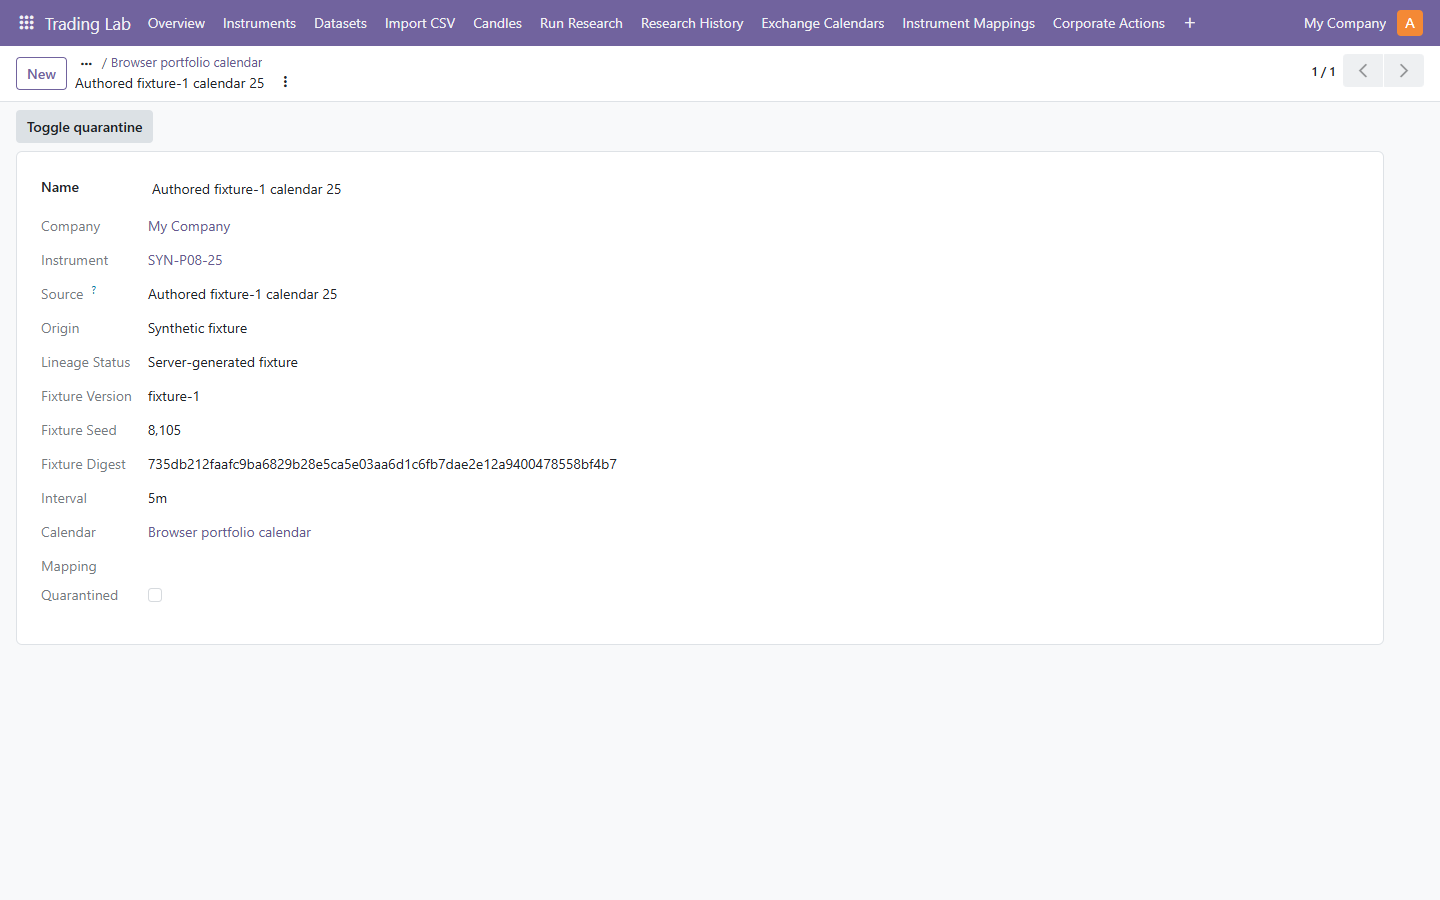 Trading Lab Overview Instruments Datasets Import CSV Candles Run Research Research History Exchange Calendars Instrument Mappings Corporate Actions + My Company A
New ... / Browser portfolio calendar
Authored fixture-1 calendar 25
1 / 1
Toggle quarantine
Name Authored fixture-1 calendar 25
Company My Company
Instrument SYN-P08-25
Source ? Authored fixture-1 calendar 25
Origin Synthetic fixture
Lineage Status Server-generated fixture
Fixture Version fixture-1
Fixture Seed 8,105
Fixture Digest 735db212faafc9ba6829b28e5ca5e03aa6d1c6fb7dae2e12a9400478558bf4b7
Interval 5m
Calendar Browser portfolio calendar
Mapping
Quarantined